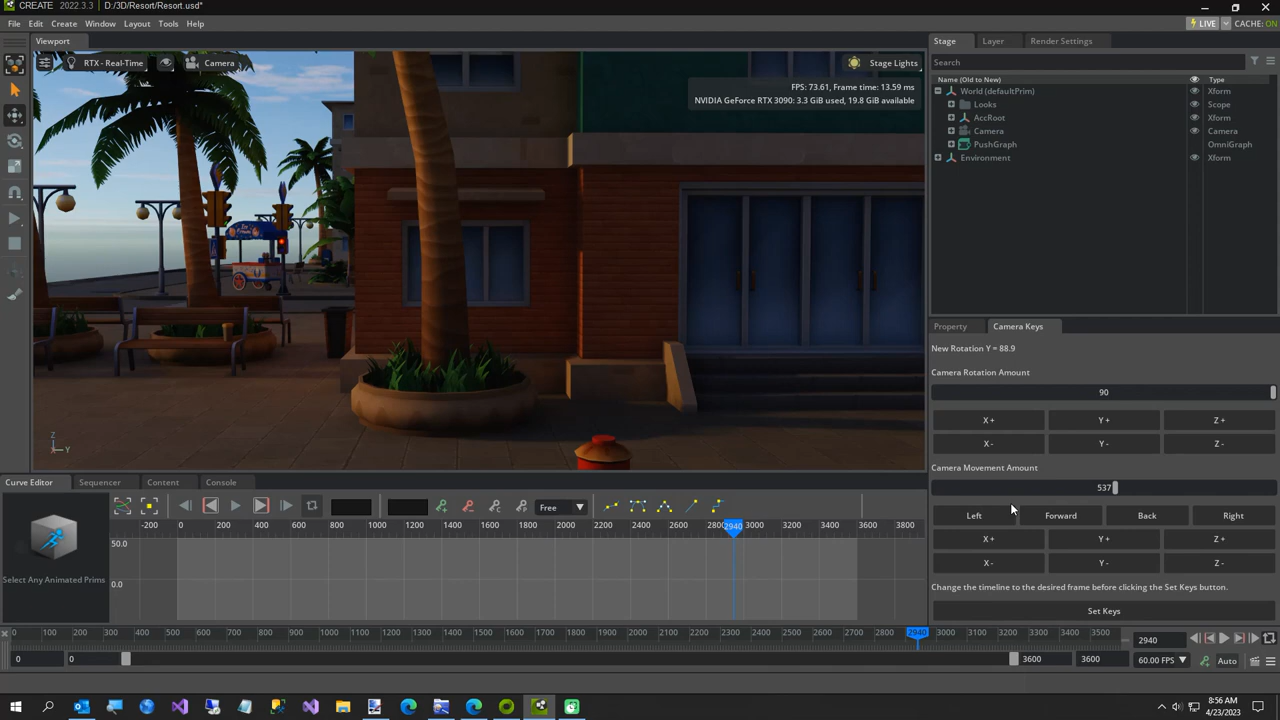 CREATE 2022.3.3 D:/3D/Resort/Resort.usd*
File Edit Create Window Layout Tools Help
LIVE CACHE: ON
Viewport
RTX - Real-Time Camera Stage Lights
FPS: 73.61, Frame time: 13.59 ms
NVIDIA GeForce RTX 3090: 3.3 GiB used, 19.8 GiB available
Z
Y
Stage Layer Render Settings
Search
Name (Old to New) Type
World (defaultPrim) Xform
Looks Scope
AccRoot Xform
Camera Camera
PushGraph OmniGraph
Environment Xform
Property Camera Keys
New Rotation Y = 88.9
Camera Rotation Amount
90
X + Y + Z +
X - Y - Z -
Camera Movement Amount
537
Left Forward Back Right
X + Y + Z +
X - Y - Z -
Change the timeline to the desired frame before clicking the Set Keys button.
Set Keys
Curve Editor Sequencer Content Console
Free
-200 0 200 400 600 800 1000 1200 1400 1600 1800 2000 2200 2400 2600 2800 2940 3000 3200 3400 3600 3800
50.0
0.0
Select Any Animated Prims
0 100 200 300 400 500 600 700 800 900 1000 1100 1200 1300 1400 1500 1600 1700 1800 1900 2000 2100 2200 2300 2400 2500 2600 2700 2800 2940 3000 3100 3200 3300 3400 3500
2940
0 0 3600 3600 60.00 FPS Auto
8:56 AM
4/23/2023